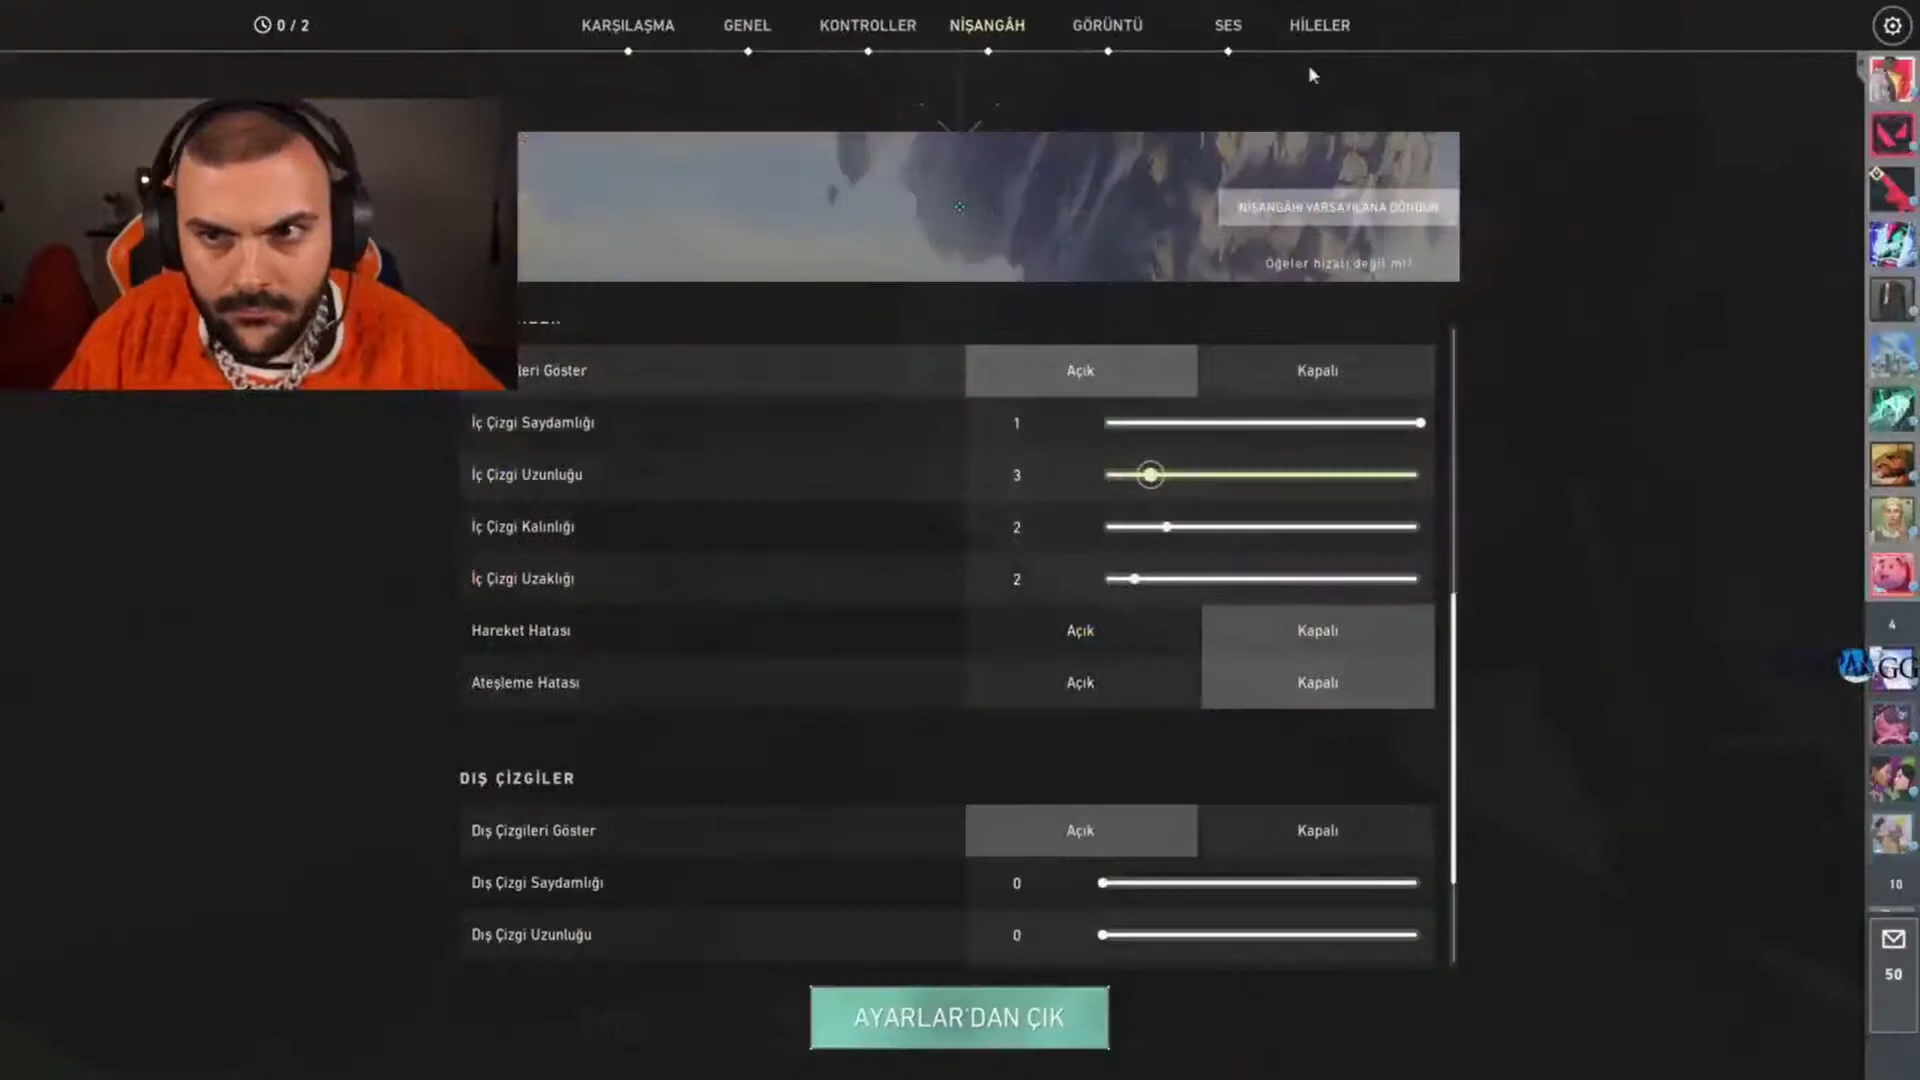 0 / 2
KARŞILAŞMA
GENEL
KONTROLLER
NİŞANGÂH
GÖRÜNTÜ
SES
HİLELER
NİŞANGÂHI VARSAYILANA DÖNDÜR
Öğeler hizalı değil mi?
leri Göster
Açık
Kapalı
İç Çizgi Saydamlığı
1
İç Çizgi Uzunluğu
3
İç Çizgi Kalınlığı
2
İç Çizgi Uzaklığı
2
Hareket Hatası
Açık
Kapalı
Ateşleme Hatası
Açık
Kapalı
DIŞ ÇİZGİLER
Dış Çizgileri Göster
Açık
Kapalı
Dış Çizgi Saydamlığı
0
Dış Çizgi Uzunluğu
0
AYARLAR'DAN ÇIK
4
GG
10
50